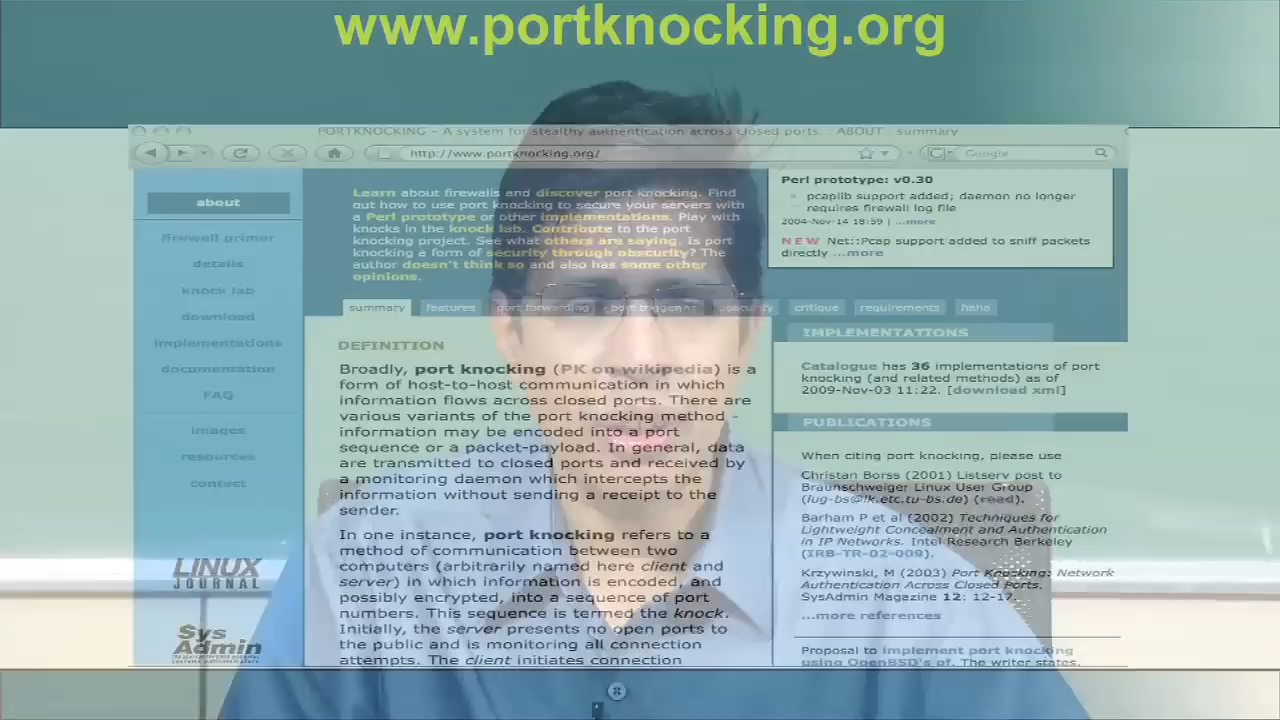 www.portknocking.org
PORTKNOCKING - A system for stealthy authentication across closed ports. : ABOUT - summary
http://www.portknocking.org/
Google
about
firewall primer
details
knock lab
download
implementations
documentation
FAQ
images
resources
contact
LINUX
JOURNAL
Sys
Admin
Learn about firewalls and discover port knocking. Find
out how to use port knocking to secure your servers with
a Perl prototype or other implementations. Play with
knocks in the knock lab. Contribute to the port
knocking project. See what others are saying. Is port
knocking a form of security through obscurity? The
author doesn't think so and also has some other
opinions.
Perl prototype: v0.30
pcaplib support added; daemon no longer
requires firewall log file
2004-Nov-14 18:59 | ...more
NEW Net::Pcap support added to sniff packets
directly ...more
summary features port forwarding port triggering obscurity critique requirements haha
DEFINITION
Broadly, port knocking (PK on wikipedia) is a
form of host-to-host communication in which
information flows across closed ports. There are
various variants of the port knocking method -
information may be encoded into a port
sequence or a packet-payload. In general, data
are transmitted to closed ports and received by
a monitoring daemon which intercepts the
information without sending a receipt to the
sender.
In one instance, port knocking refers to a
method of communication between two
computers (arbitrarily named here client and
server) in which information is encoded, and
possibly encrypted, into a sequence of port
numbers. This sequence is termed the knock.
Initially, the server presents no open ports to
the public and is monitoring all connection
attempts. The client initiates connection
IMPLEMENTATIONS
Catalogue has 36 implementations of port
knocking (and related methods) as of
2009-Nov-03 11:22. [download xml]
PUBLICATIONS
When citing port knocking, please use
Christan Borss (2001) Listserv post to
Braunschweiger Linux User Group
(lug-bs@lk.etc.tu-bs.de) (read).
Barham P et al (2002) Techniques for
Lightweight Concealment and Authentication
in IP Networks. Intel Research Berkeley
(IRB-TR-02-009).
Krzywinski, M (2003) Port Knocking: Network
Authentication Across Closed Ports.
SysAdmin Magazine 12: 12-17.
...more references
Proposal to implement port knocking
using OpenBSD's pf. The writer states,